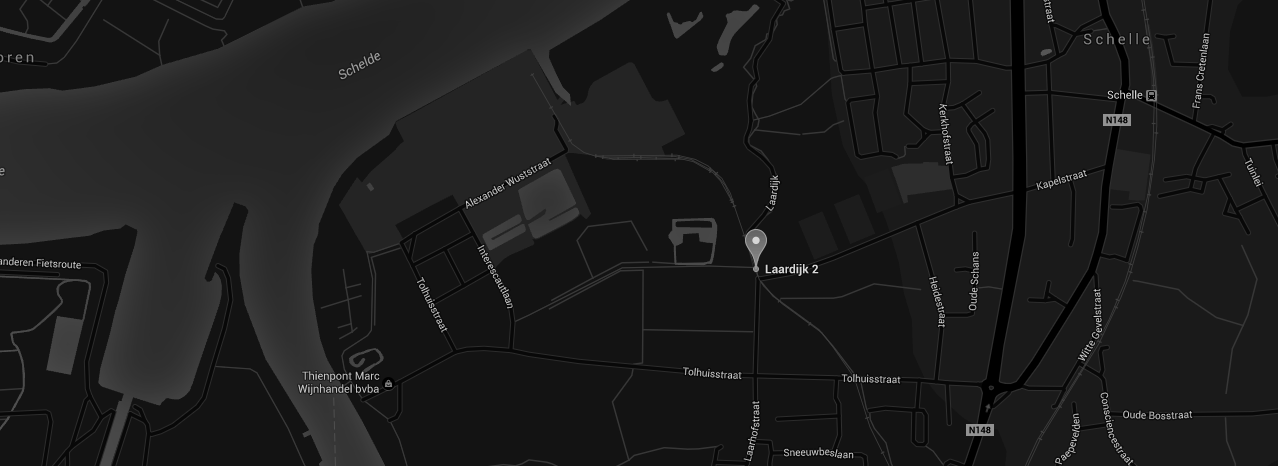 oren
Schelde
Schelle
Frans Cretenlaan
Schelle
N148
Kerkhofstraat
Tuinlei
Kapelstraat
Alexander Wuststraat
Laardijk
Laardijk 2
Interescautlaan
Tolhuisstraat
anderen Fietsroute
Heidestraat
Oude Schans
Witte Gevelstraat
Thienpont Marc
Wijnhandel bvba
Tolhuisstraat
Tolhuisstraat
Laarhofstraat
Sneeuwbeslaan
N148
Consciencestraat
Oude Bosstraat